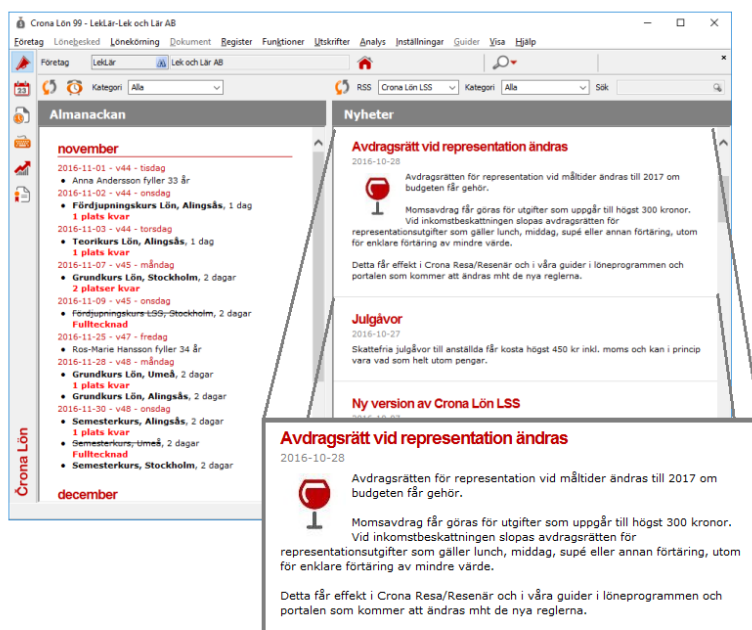 Crona Lön 99 - LekLär-Lek och Lär AB
Företag Lönebesked Lönekörning Dokument Register Funktioner Utskrifter Analys Inställningar Guider Visa Hjälp
Företag LekLär Lek och Lär AB
23 Kategori Alla RSS Crona Lön LSS Kategori Alla Sök
Almanackan
november
2016-11-01 - v44 - tisdag
• Anna Andersson fyller 33 år
2016-11-02 - v44 - onsdag
• Fördjupningskurs Lön, Alingsås, 1 dag
1 plats kvar
2016-11-03 - v44 - torsdag
• Teorikurs Lön, Alingsås, 1 dag
1 plats kvar
2016-11-07 - v45 - måndag
• Grundkurs Lön, Stockholm, 2 dagar
2 platser kvar
2016-11-09 - v45 - onsdag
• Fördjupningskurs LSS, Stockholm, 2 dagar
Fulltecknad
2016-11-25 - v47 - fredag
• Ros-Marie Hansson fyller 34 år
2016-11-28 - v48 - måndag
• Grundkurs Lön, Umeå, 2 dagar
1 plats kvar
• Grundkurs Lön, Alingsås, 2 dagar
2016-11-30 - v48 - onsdag
• Semesterkurs, Alingsås, 2 dagar
1 plats kvar
• Semesterkurs, Umeå, 2 dagar
Fulltecknad
• Semesterkurs, Stockholm, 2 dagar
december
Crona Lön
Nyheter
Avdragsrätt vid representation ändras
2016-10-28
Avdragsrätten för representation vid måltider ändras till 2017 om
budgeten får gehör.
Momsavdrag får göras för utgifter som uppgår till högst 300 kronor.
Vid inkomstbeskattningen slopas avdragsrätten för
representationsutgifter som gäller lunch, middag, supé eller annan förtäring, utom
för enklare förtäring av mindre värde.
Detta får effekt i Crona Resa/Resenär och i våra guider i löneprogrammen och
portalen som kommer att ändras mht de nya reglerna.
Julgåvor
2016-10-27
Skattefria julgåvor till anställda får kosta högst 450 kr inkl. moms och kan i princip
vara vad som helt utom pengar.
Ny version av Crona Lön LSS
Avdragsrätt vid representation ändras
2016-10-28
Avdragsrätten för representation vid måltider ändras till 2017 om
budgeten får gehör.
Momsavdrag får göras för utgifter som uppgår till högst 300 kronor.
Vid inkomstbeskattningen slopas avdragsrätten för
representationsutgifter som gäller lunch, middag, supé eller annan förtäring, utom
för enklare förtäring av mindre värde.
Detta får effekt i Crona Resa/Resenär och i våra guider i löneprogrammen och
portalen som kommer att ändras mht de nya reglerna.